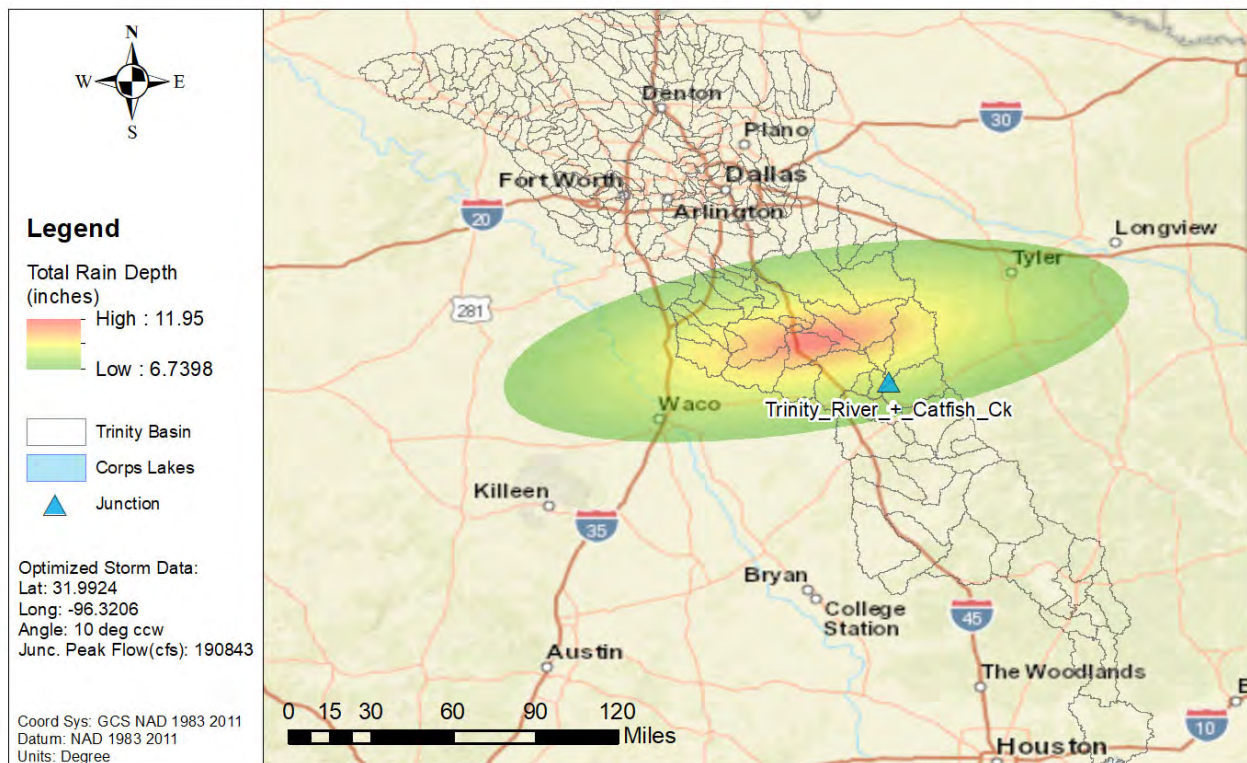 N
W E
S
Legend
Total Rain Depth
(inches)
High : 11.95
Low : 6.7398
Trinity Basin
Corps Lakes
Junction
Optimized Storm Data:
Lat: 31.9924
Long: -96.3206
Angle: 10 deg ccw
Junc. Peak Flow(cfs): 190843
Coord Sys: GCS NAD 1983 2011
Datum: NAD 1983 2011
Units: Degree
Denton
30
Plano
Dallas
Fort Worth
Arlington
20
Longview
Tyler
281
Waco
Trinity_River_+_Catfish_Ck
Killeen
35
Bryan
College
Station
45
Austin
The Woodlands
0 15 30 60 90 120
Miles
10
Houston